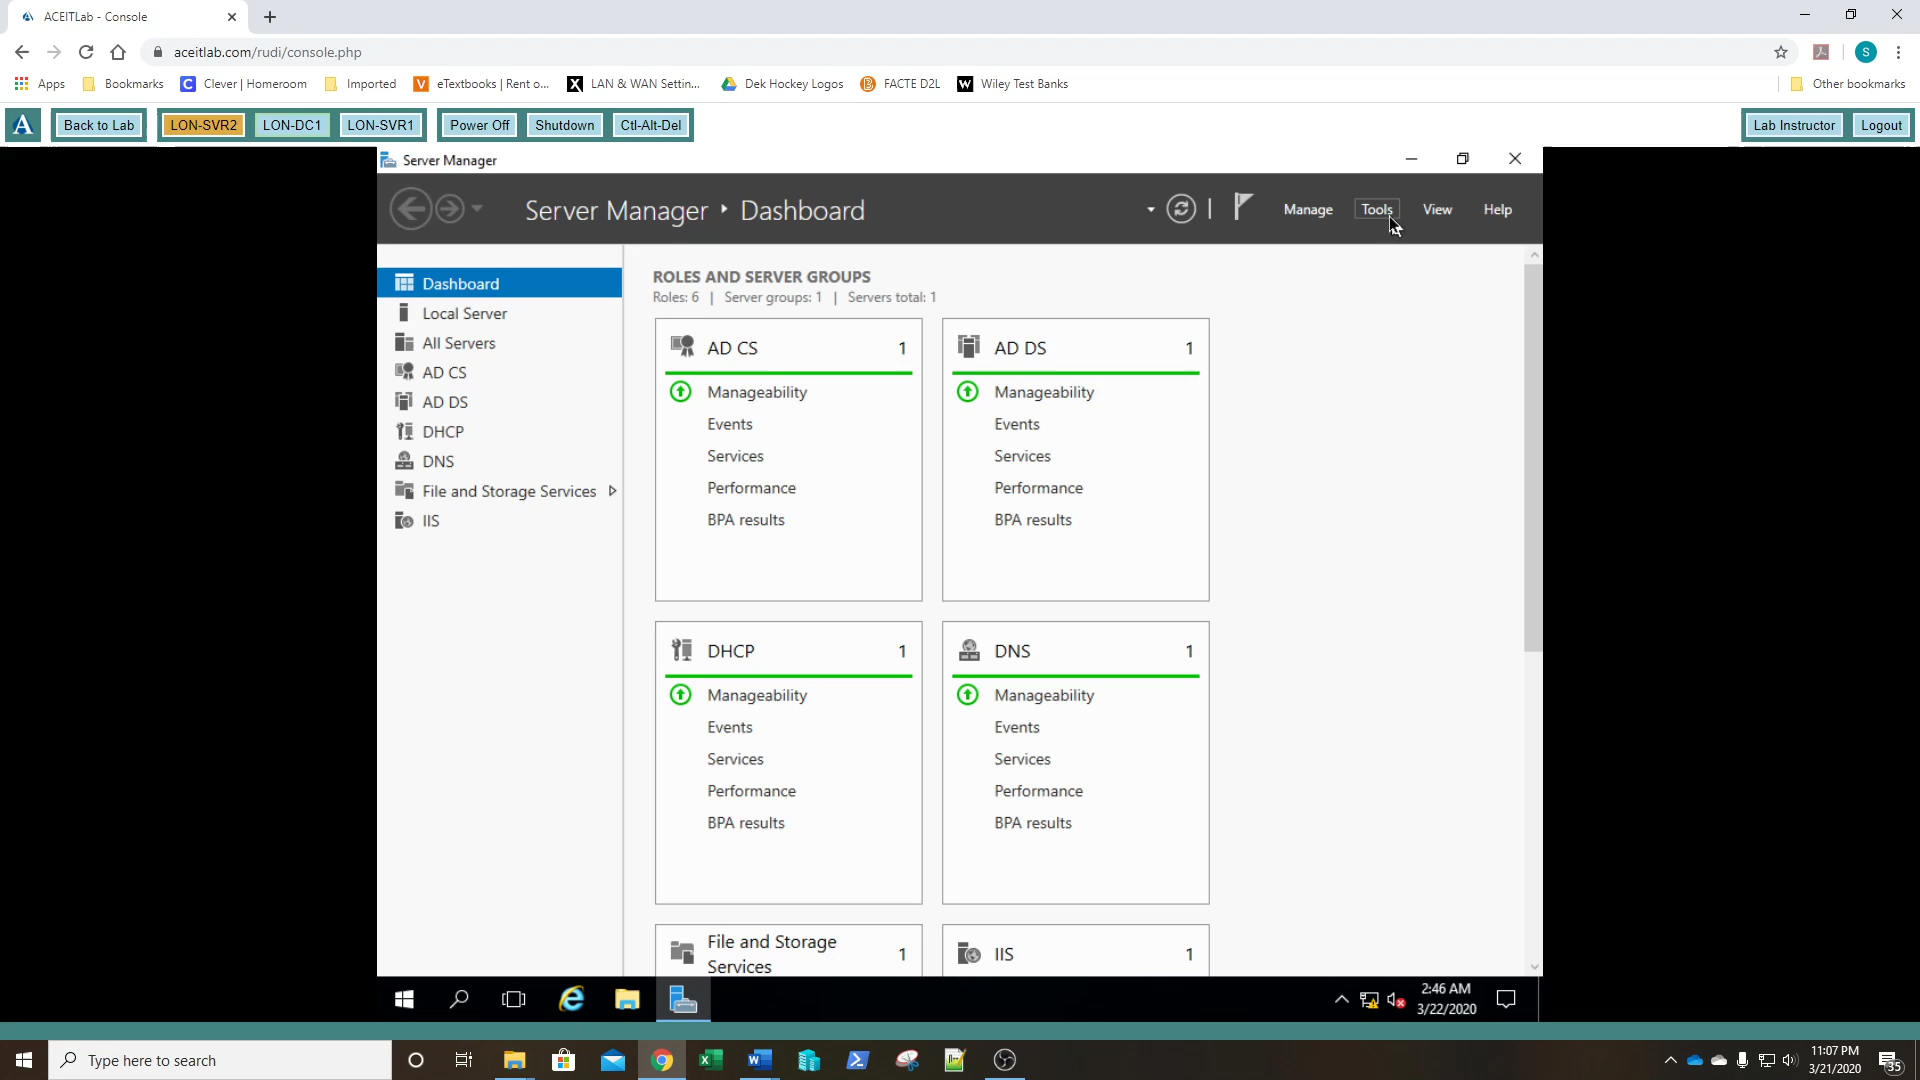 ACEITLab - Console
aceitlab.com/rudi/console.php
S
Apps Bookmarks Clever | Homeroom Imported eTextbooks | Rent o... LAN & WAN Settin... Dek Hockey Logos FACTE D2L Wiley Test Banks Other bookmarks
Back to Lab LON-SVR2 LON-DC1 LON-SVR1 Power Off Shutdown Ctl-Alt-Del Lab Instructor Logout
Server Manager
Server Manager Dashboard Manage Tools View Help
Dashboard
Local Server
All Servers
AD CS
AD DS
DHCP
DNS
File and Storage Services
IIS
ROLES AND SERVER GROUPS
Roles: 6 | Server groups: 1 | Servers total: 1
AD CS 1
Manageability
Events
Services
Performance
BPA results
AD DS 1
Manageability
Events
Services
Performance
BPA results
DHCP 1
Manageability
Events
Services
Performance
BPA results
DNS 1
Manageability
Events
Services
Performance
BPA results
File and Storage
Services
1
IIS 1
2:46 AM
3/22/2020
Type here to search
11:07 PM
3/21/2020
35